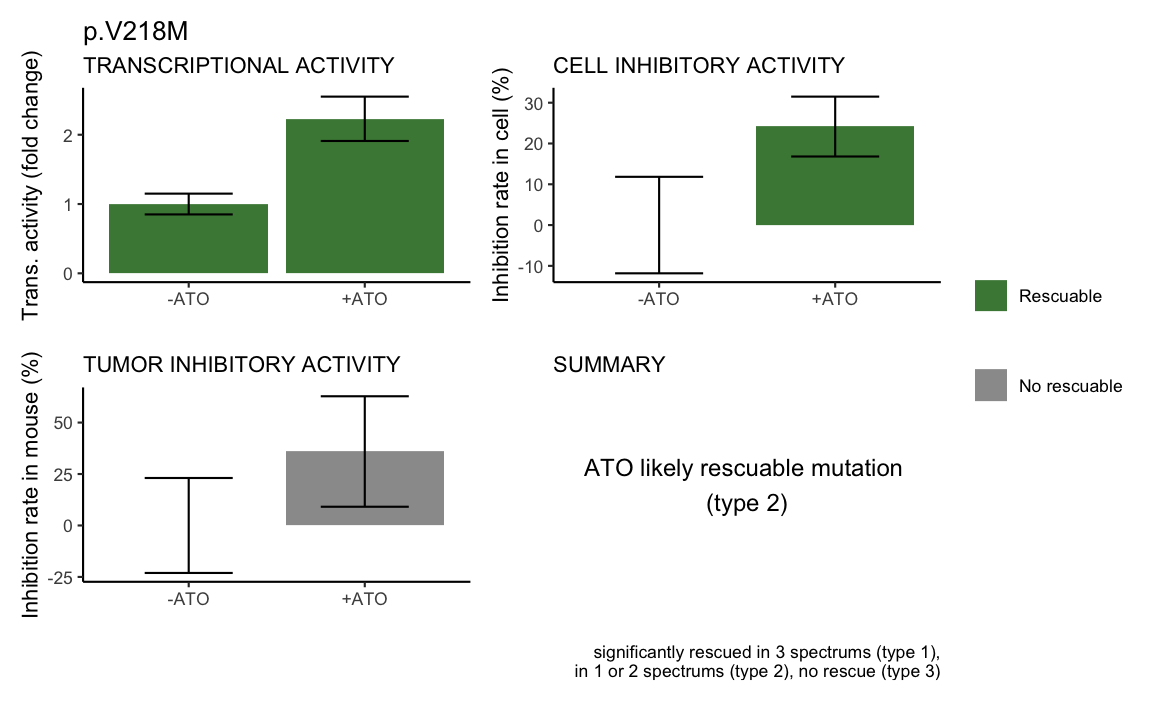 p.V218M
TRANSCRIPTIONAL ACTIVITY
Trans. activity (fold change)
2
1
0
-ATO
+ATO
CELL INHIBITORY ACTIVITY
Inhibition rate in cell (%)
30
20
10
0
-10
-ATO
+ATO
Rescuable
No rescuable
TUMOR INHIBITORY ACTIVITY
Inhibition rate in mouse (%)
50
25
0
-25
-ATO
+ATO
SUMMARY
ATO likely rescuable mutation
(type 2)
significantly rescued in 3 spectrums (type 1),
in 1 or 2 spectrums (type 2), no rescue (type 3)